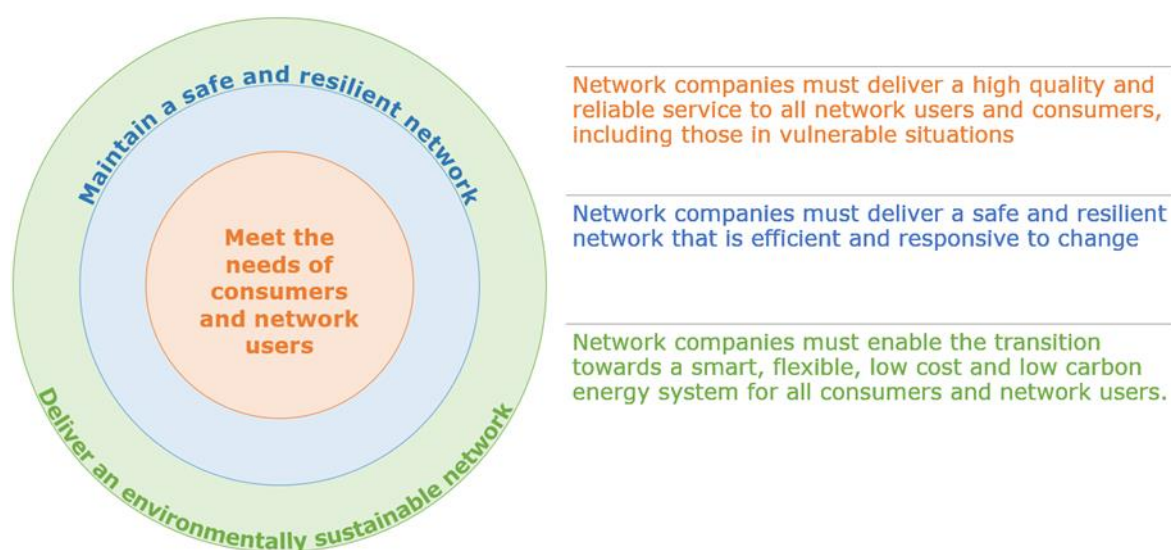 Maintain a safe and resilient network
Meet the
needs of
consumers
and network
users
Deliver an environmentally sustainable network
Network companies must deliver a high quality and
reliable service to all network users and consumers,
including those in vulnerable situations
Network companies must deliver a safe and resilient
network that is efficient and responsive to change
Network companies must enable the transition
towards a smart, flexible, low cost and low carbon
energy system for all consumers and network users.